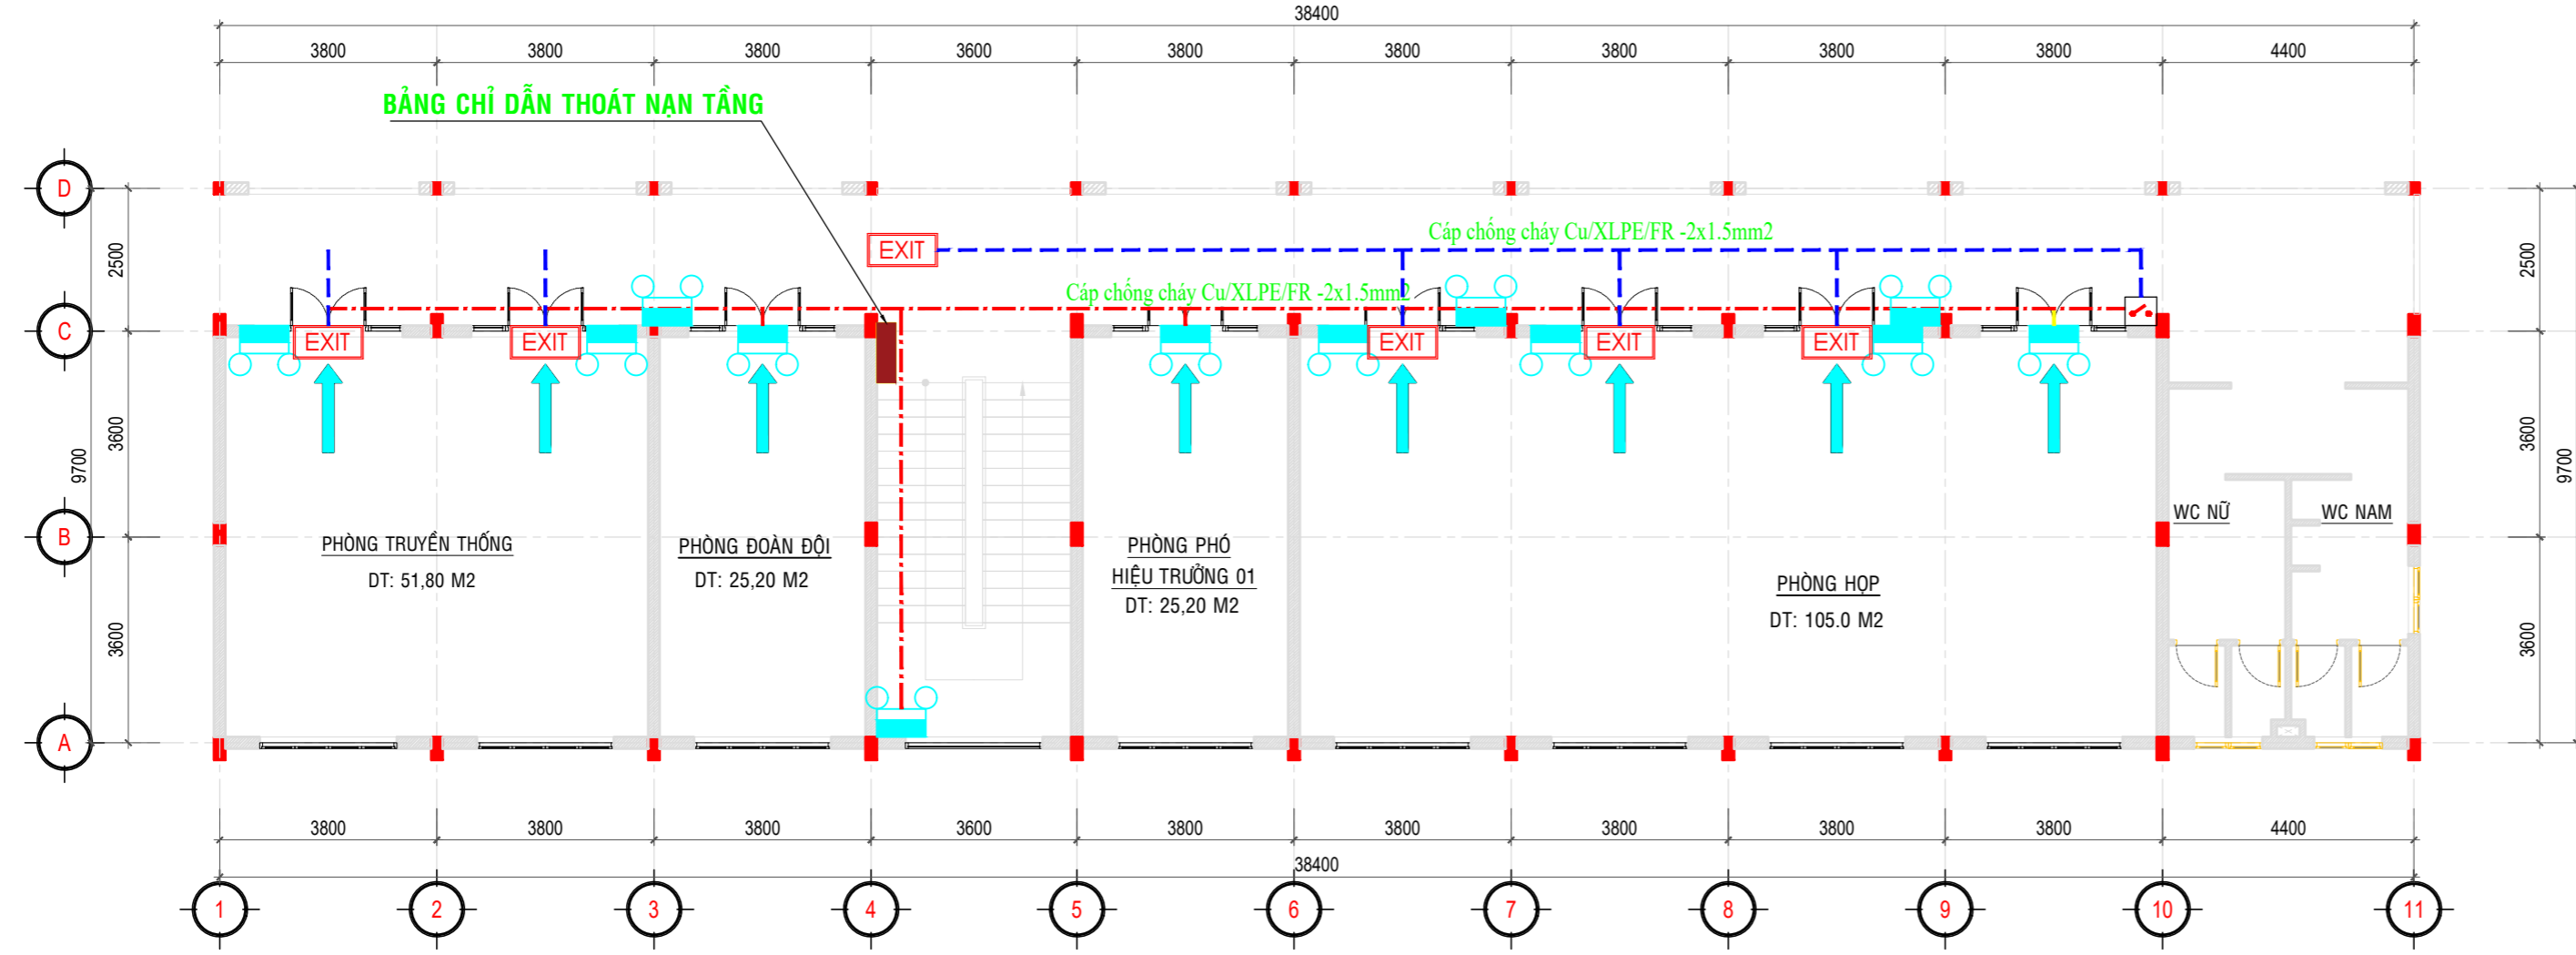 38400
3800 3800 3800 3600 3800 3800 3800 3800 3800 4400
BẢNG CHỈ DẪN THOÁT NẠN TẦNG
D
Cáp chống cháy Cu/XLPE/FR -2x1.5mm2
EXIT
2500
2500
Cáp chống cháy Cu/XLPE/FR -2x1.5mm2
C
EXIT EXIT EXIT EXIT EXIT
3600
3600
9700
9700
WC NỮ WC NAM
B
PHÒNG TRUYỀN THỐNG
DT: 51,80 M2
PHÒNG ĐOÀN ĐỘI
DT: 25,20 M2
PHÒNG PHÓ
HIỆU TRƯỞNG 01
DT: 25,20 M2
PHÒNG HỌP
DT: 105.0 M2
3600
3600
A
3800 3800 3800 3600 3800 3800 3800 3800 3800 4400
38400
1 2 3 4 5 6 7 8 9 10 11